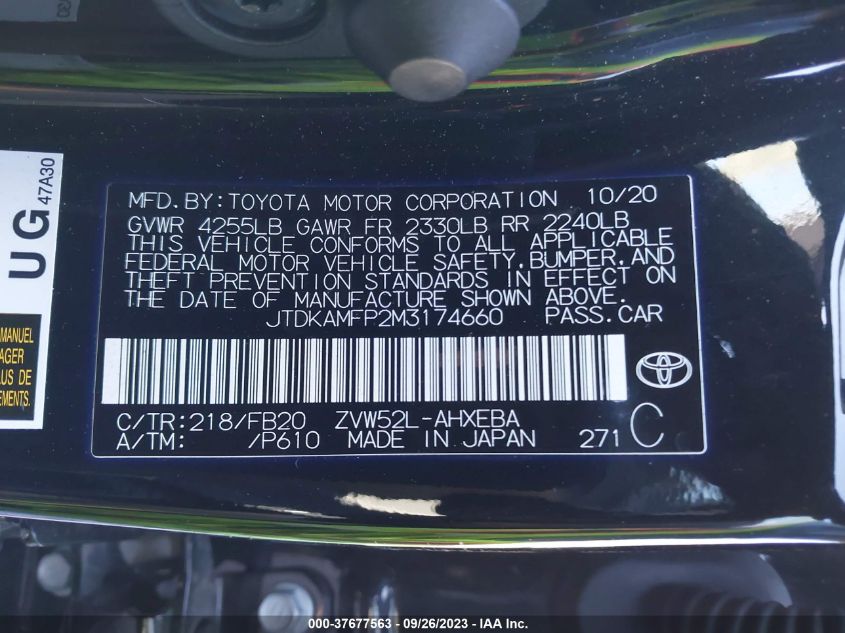 UG
47A30
MANUEL
AGER
LUS DE
EMENTS.
MFD.BY:TOYOTA MOTOR CORPORATION 10/20
GVWR 4255LB GAWR FR 2330LB RR 2240LB
THIS VEHICLE CONFORMS TO ALL APPLICABLE
FEDERAL MOTOR VEHICLE SAFETY,BUMPER,AND
THEFT PREVENTION STANDARDS IN EFFECT ON
THE DATE OF MANUFACTURE SHOWN ABOVE.
JTDKAMFP2M3174660 PASS.CAR
C/TR:218/FB20 ZVW52L-AHXEBA
A/TM: /P610 MADE IN JAPAN 271 C
000-37677563 - 09/26/2023 - IAA Inc.